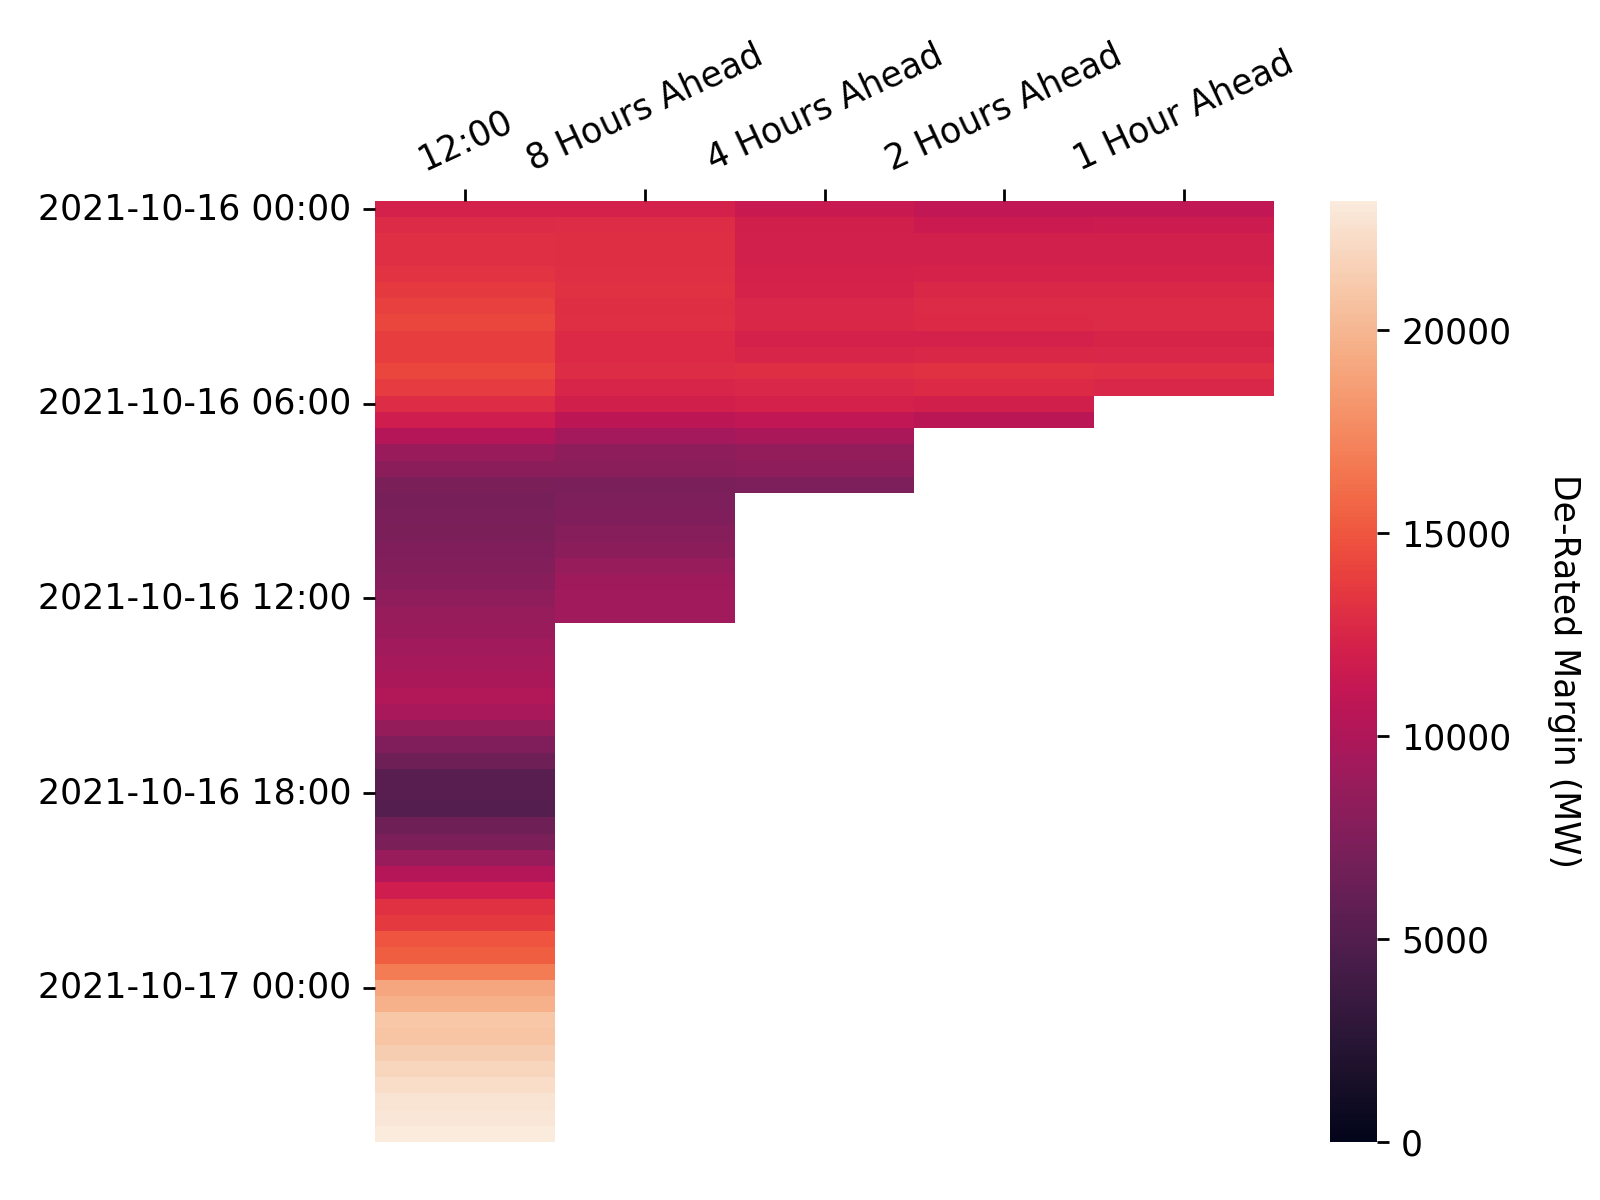 12:00
8 Hours Ahead
4 Hours Ahead
2 Hours Ahead
1 Hour Ahead
2021-10-16 00:00
2021-10-16 06:00
2021-10-16 12:00
2021-10-16 18:00
2021-10-17 00:00
20000
15000
10000
5000
0
De-Rated Margin (MW)